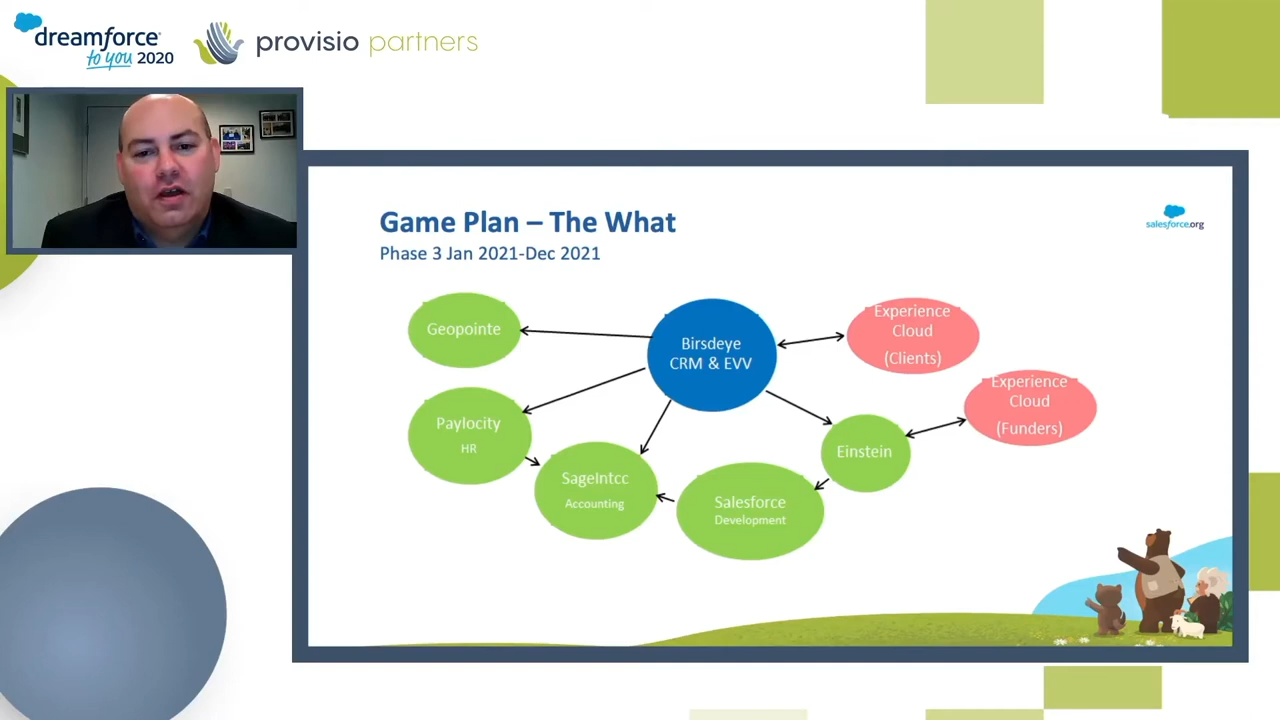 dreamforce
to you 2020
provisio partners
Game Plan – The What
Phase 3 Jan 2021-Dec 2021
salesforce.org
Geopointe
Birsdeye
CRM & EVV
Experience
Cloud
(Clients)
Experience
Cloud
(Funders)
Paylocity
HR
SageIntcc
Accounting
Salesforce
Development
Einstein